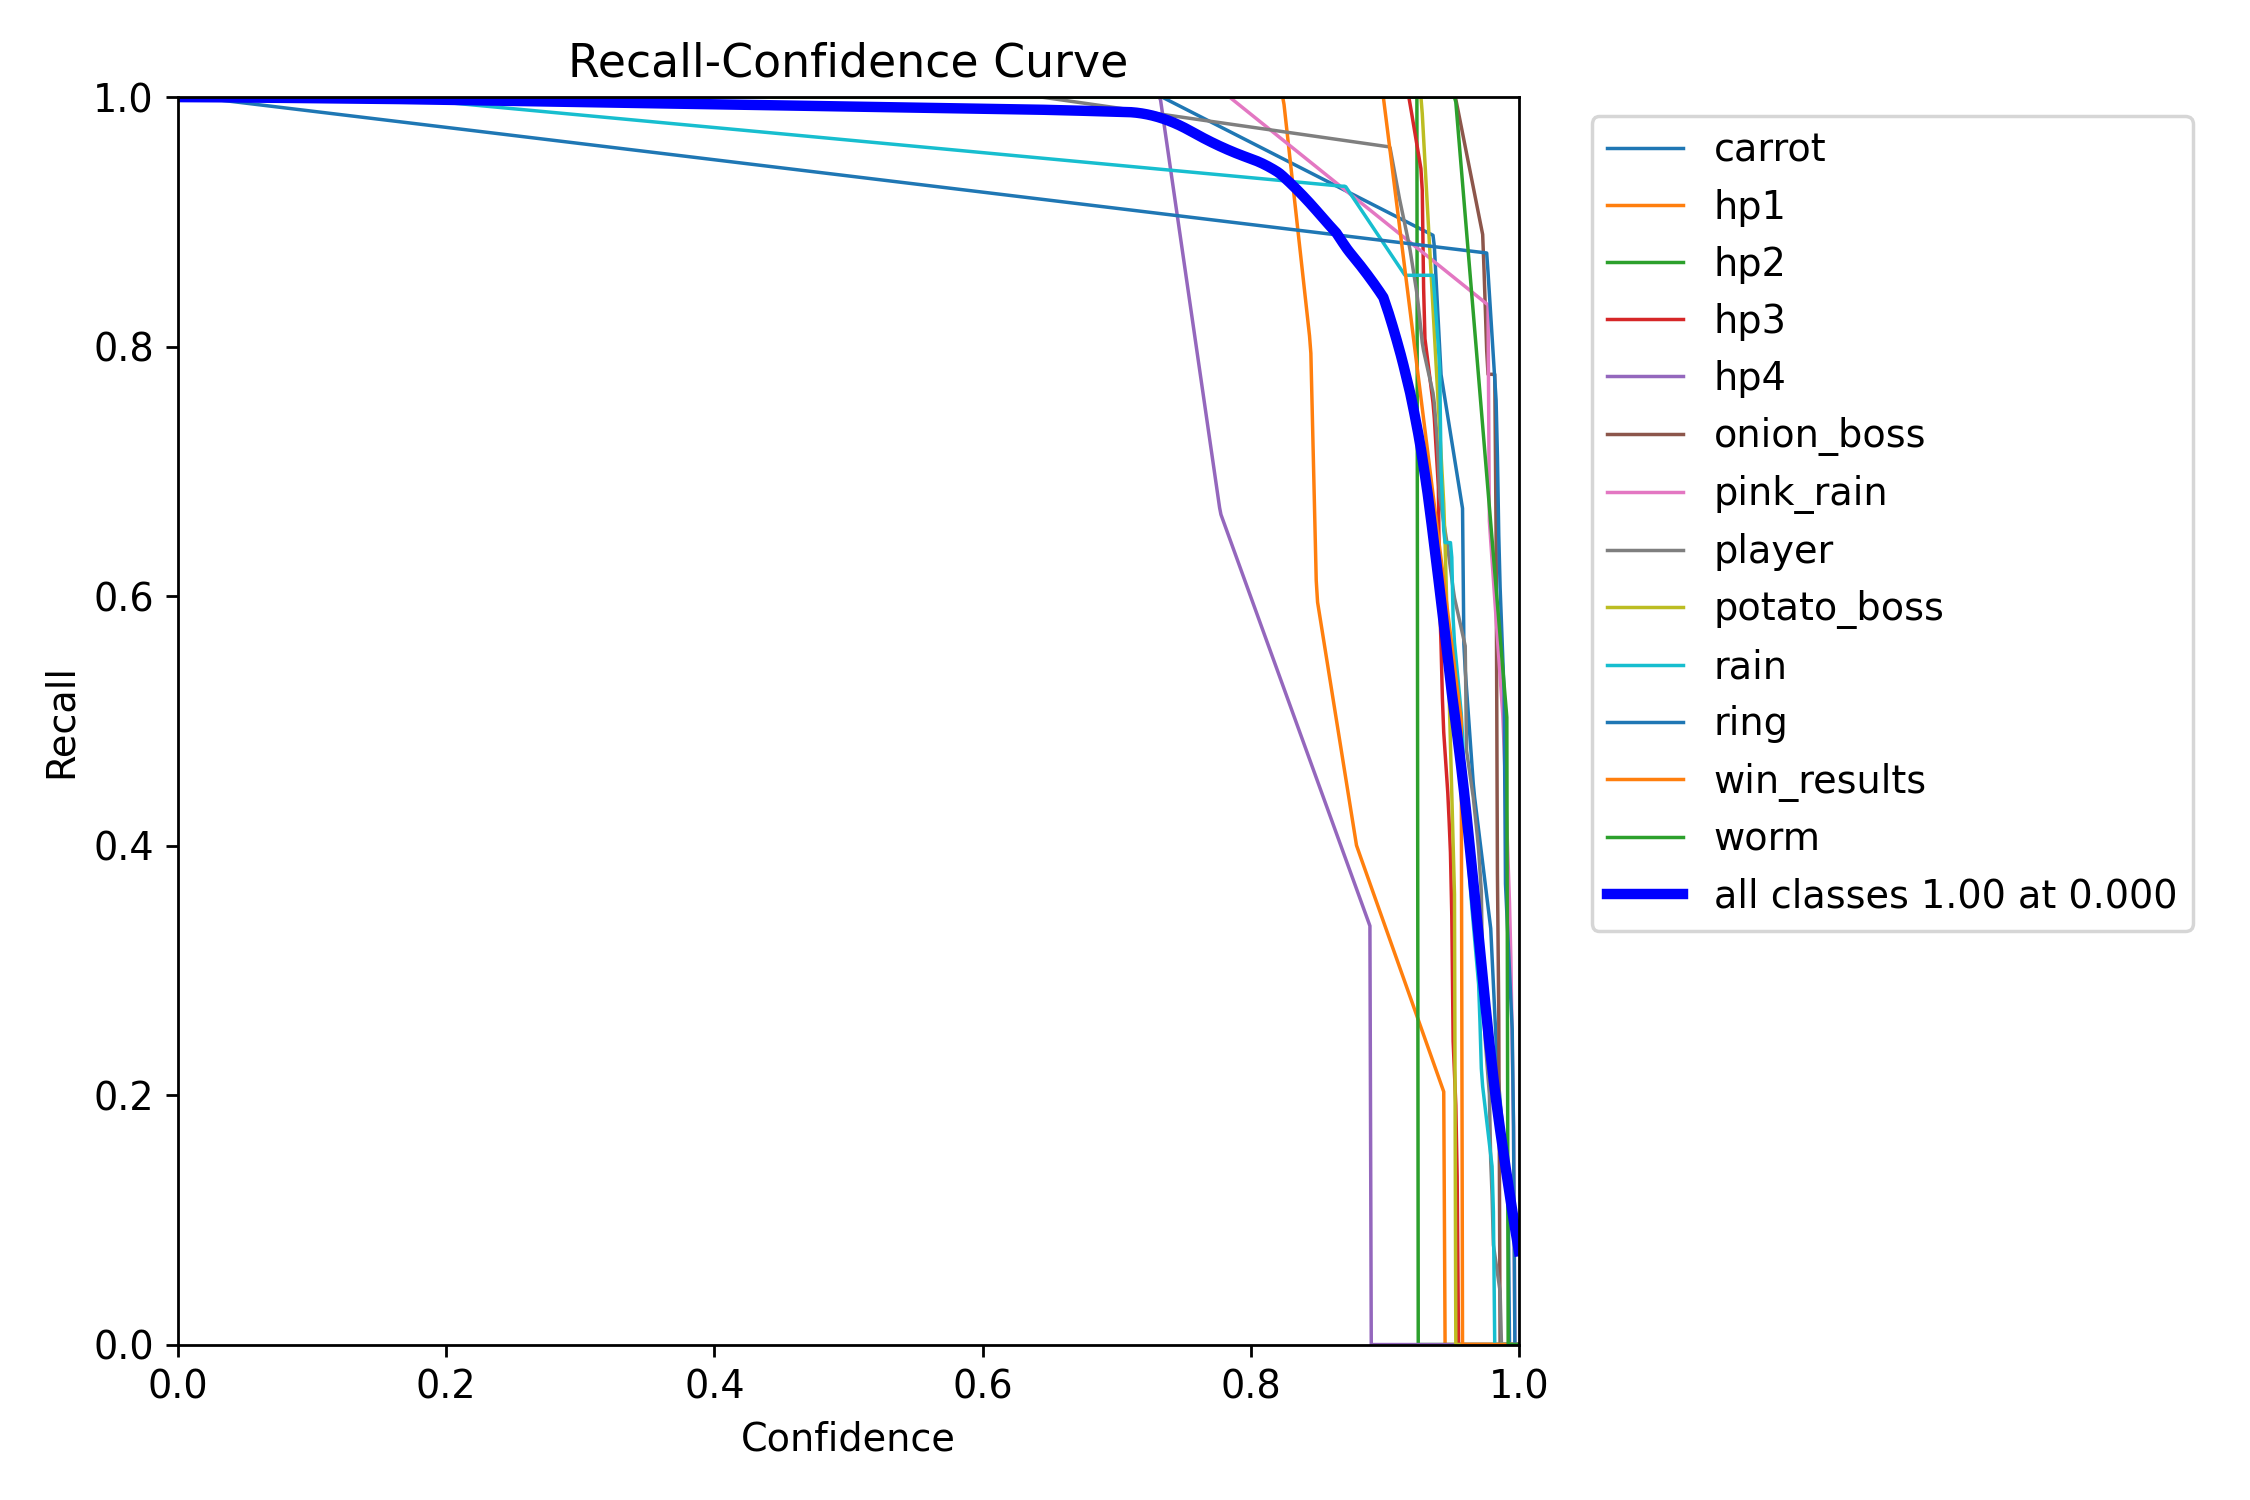 Recall-Confidence Curve
1.0
0.8
0.6
0.4
0.2
0.0
Recall
0.0 0.2 0.4 0.6 0.8 1.0
Confidence
carrot
hp1
hp2
hp3
hp4
onion_boss
pink_rain
player
potato_boss
rain
ring
win_results
worm
all classes 1.00 at 0.000